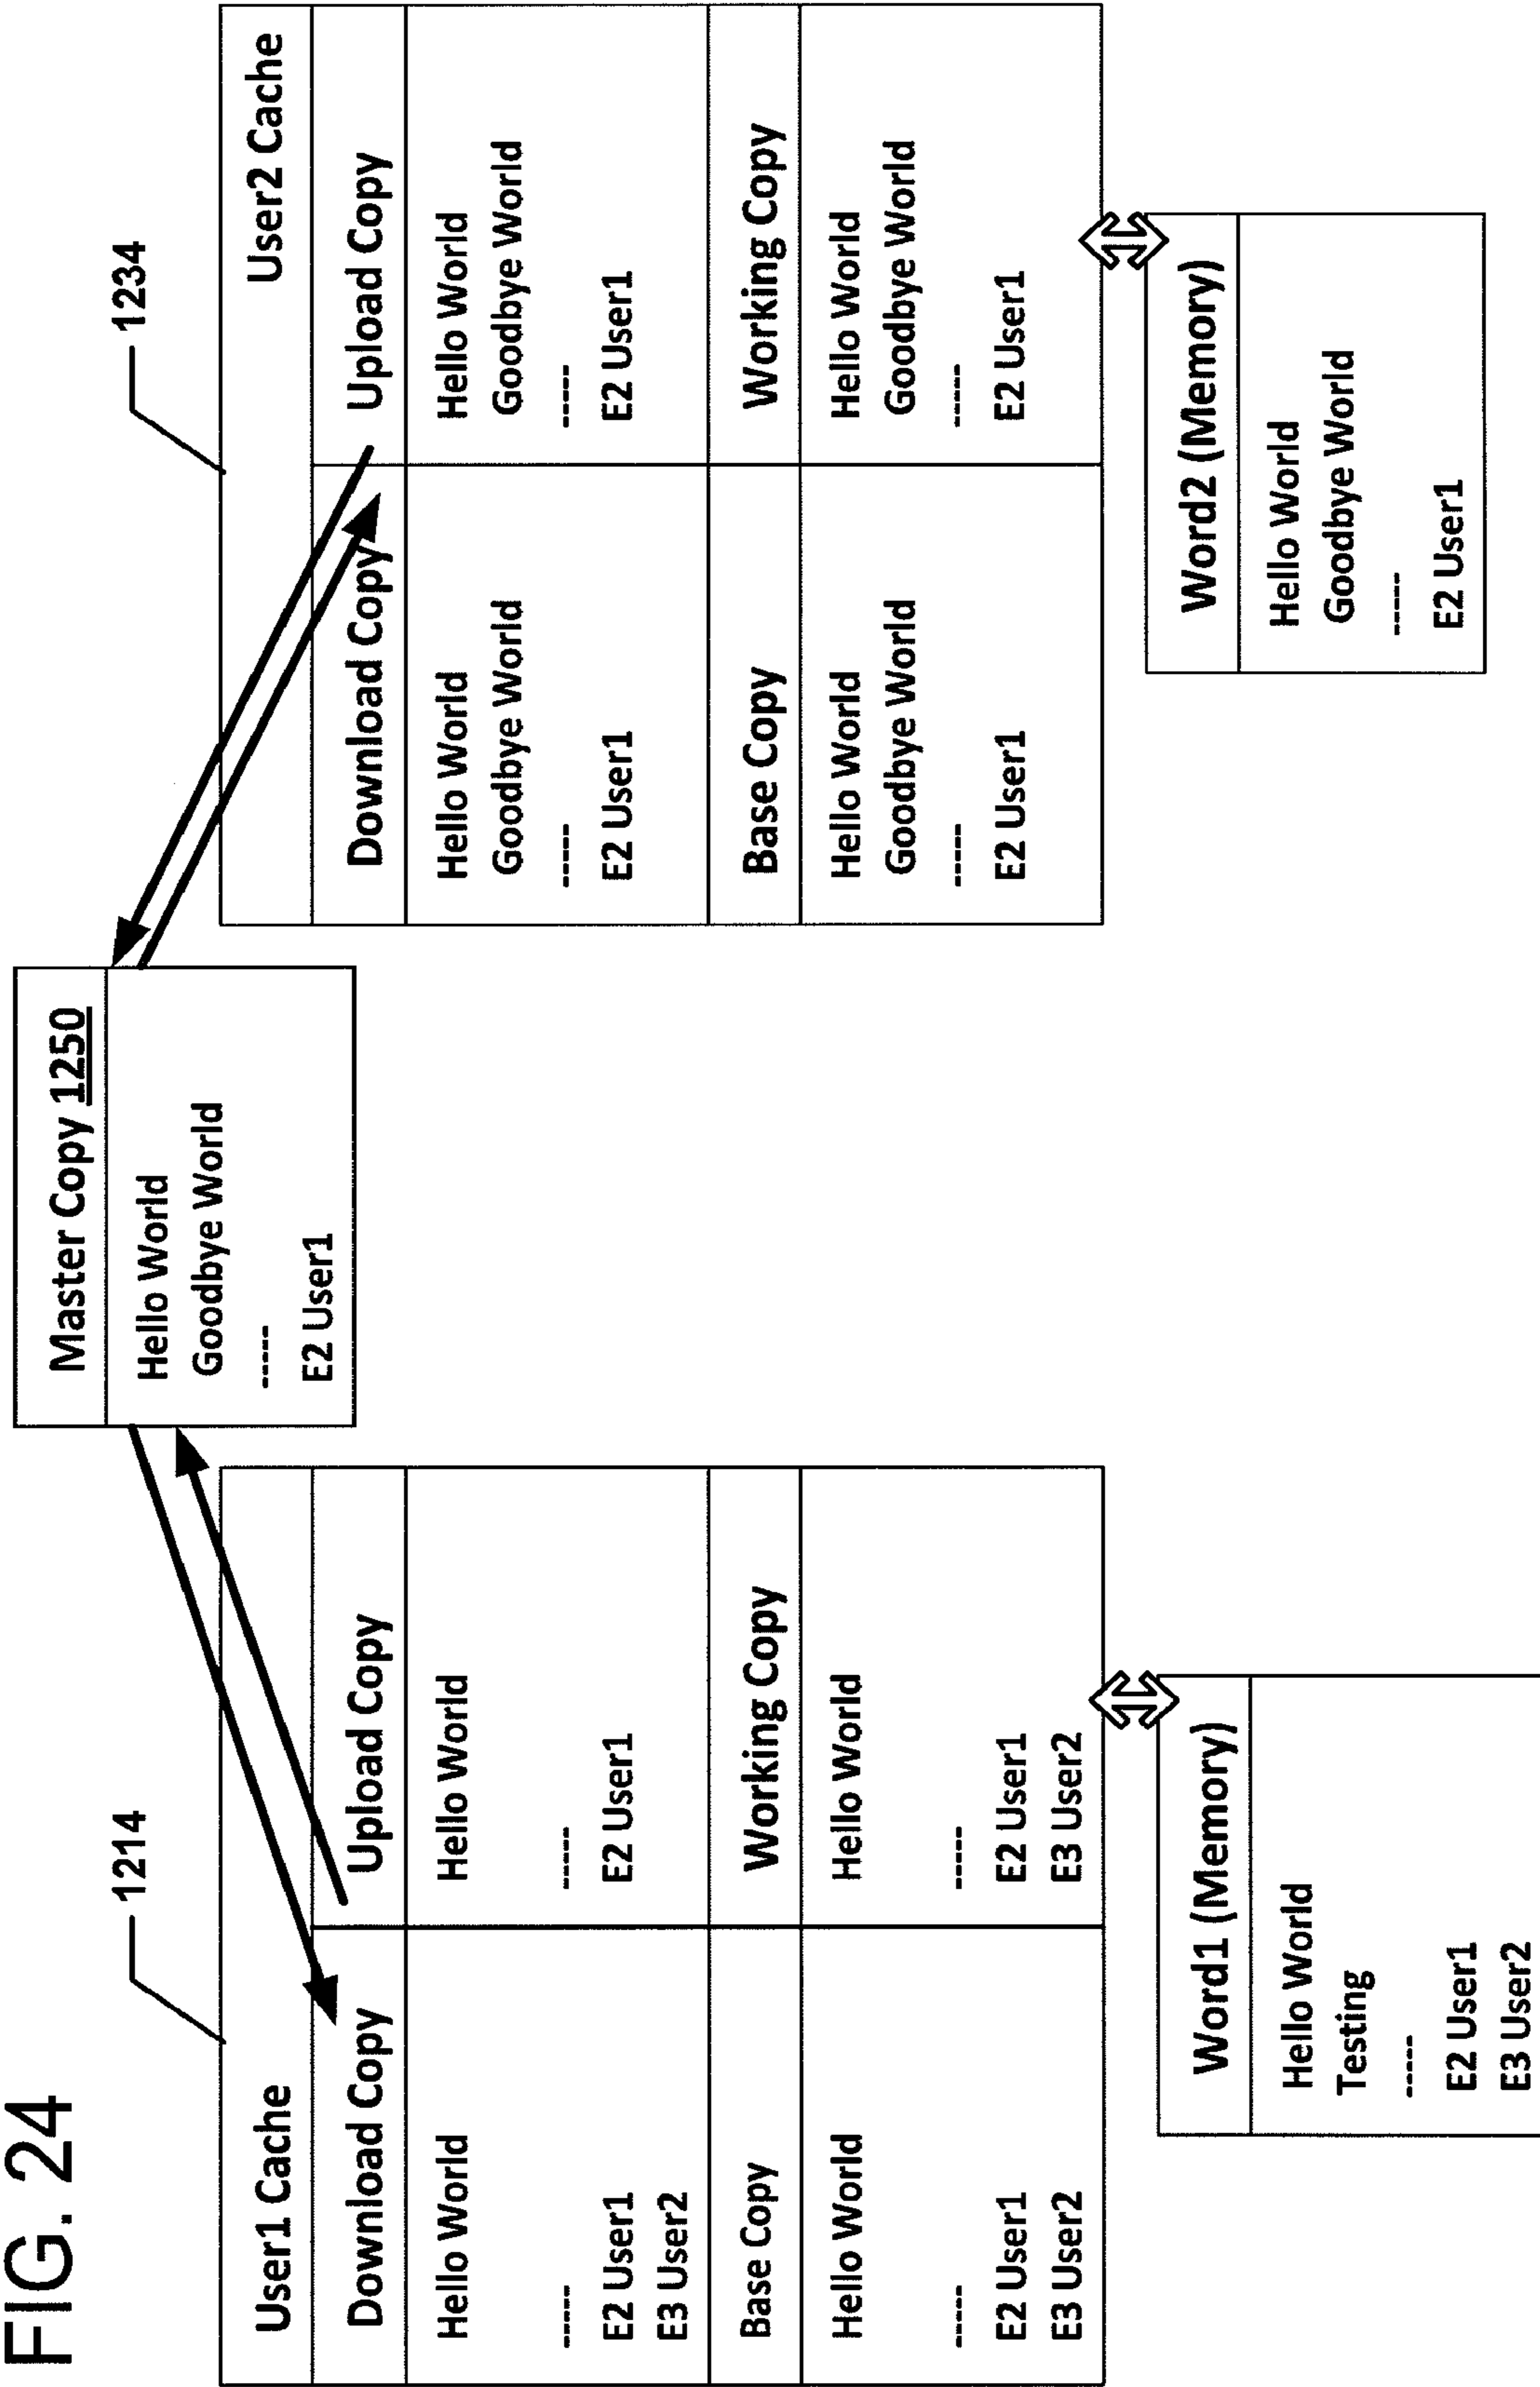 FIG. 24
Master Copy 1250
Hello World
Goodbye World
-----
E2 User1
1214
User1 Cache
Download Copy
Hello World
-----
E2 User1
E3 User2
Upload Copy
Hello World
-----
E2 User1
Base Copy
Hello World
-----
E2 User1
E3 User2
Working Copy
Hello World
-----
E2 User1
E3 User2
Word1 (Memory)
Hello World
Testing
-----
E2 User1
E3 User2
1234
User2 Cache
Download Copy
Hello World
Goodbye World
-----
E2 User1
Upload Copy
Hello World
Goodbye World
-----
E2 User1
Base Copy
Hello World
Goodbye World
-----
E2 User1
Working Copy
Hello World
Goodbye World
-----
E2 User1
Word2 (Memory)
Hello World
Goodbye World
-----
E2 User1